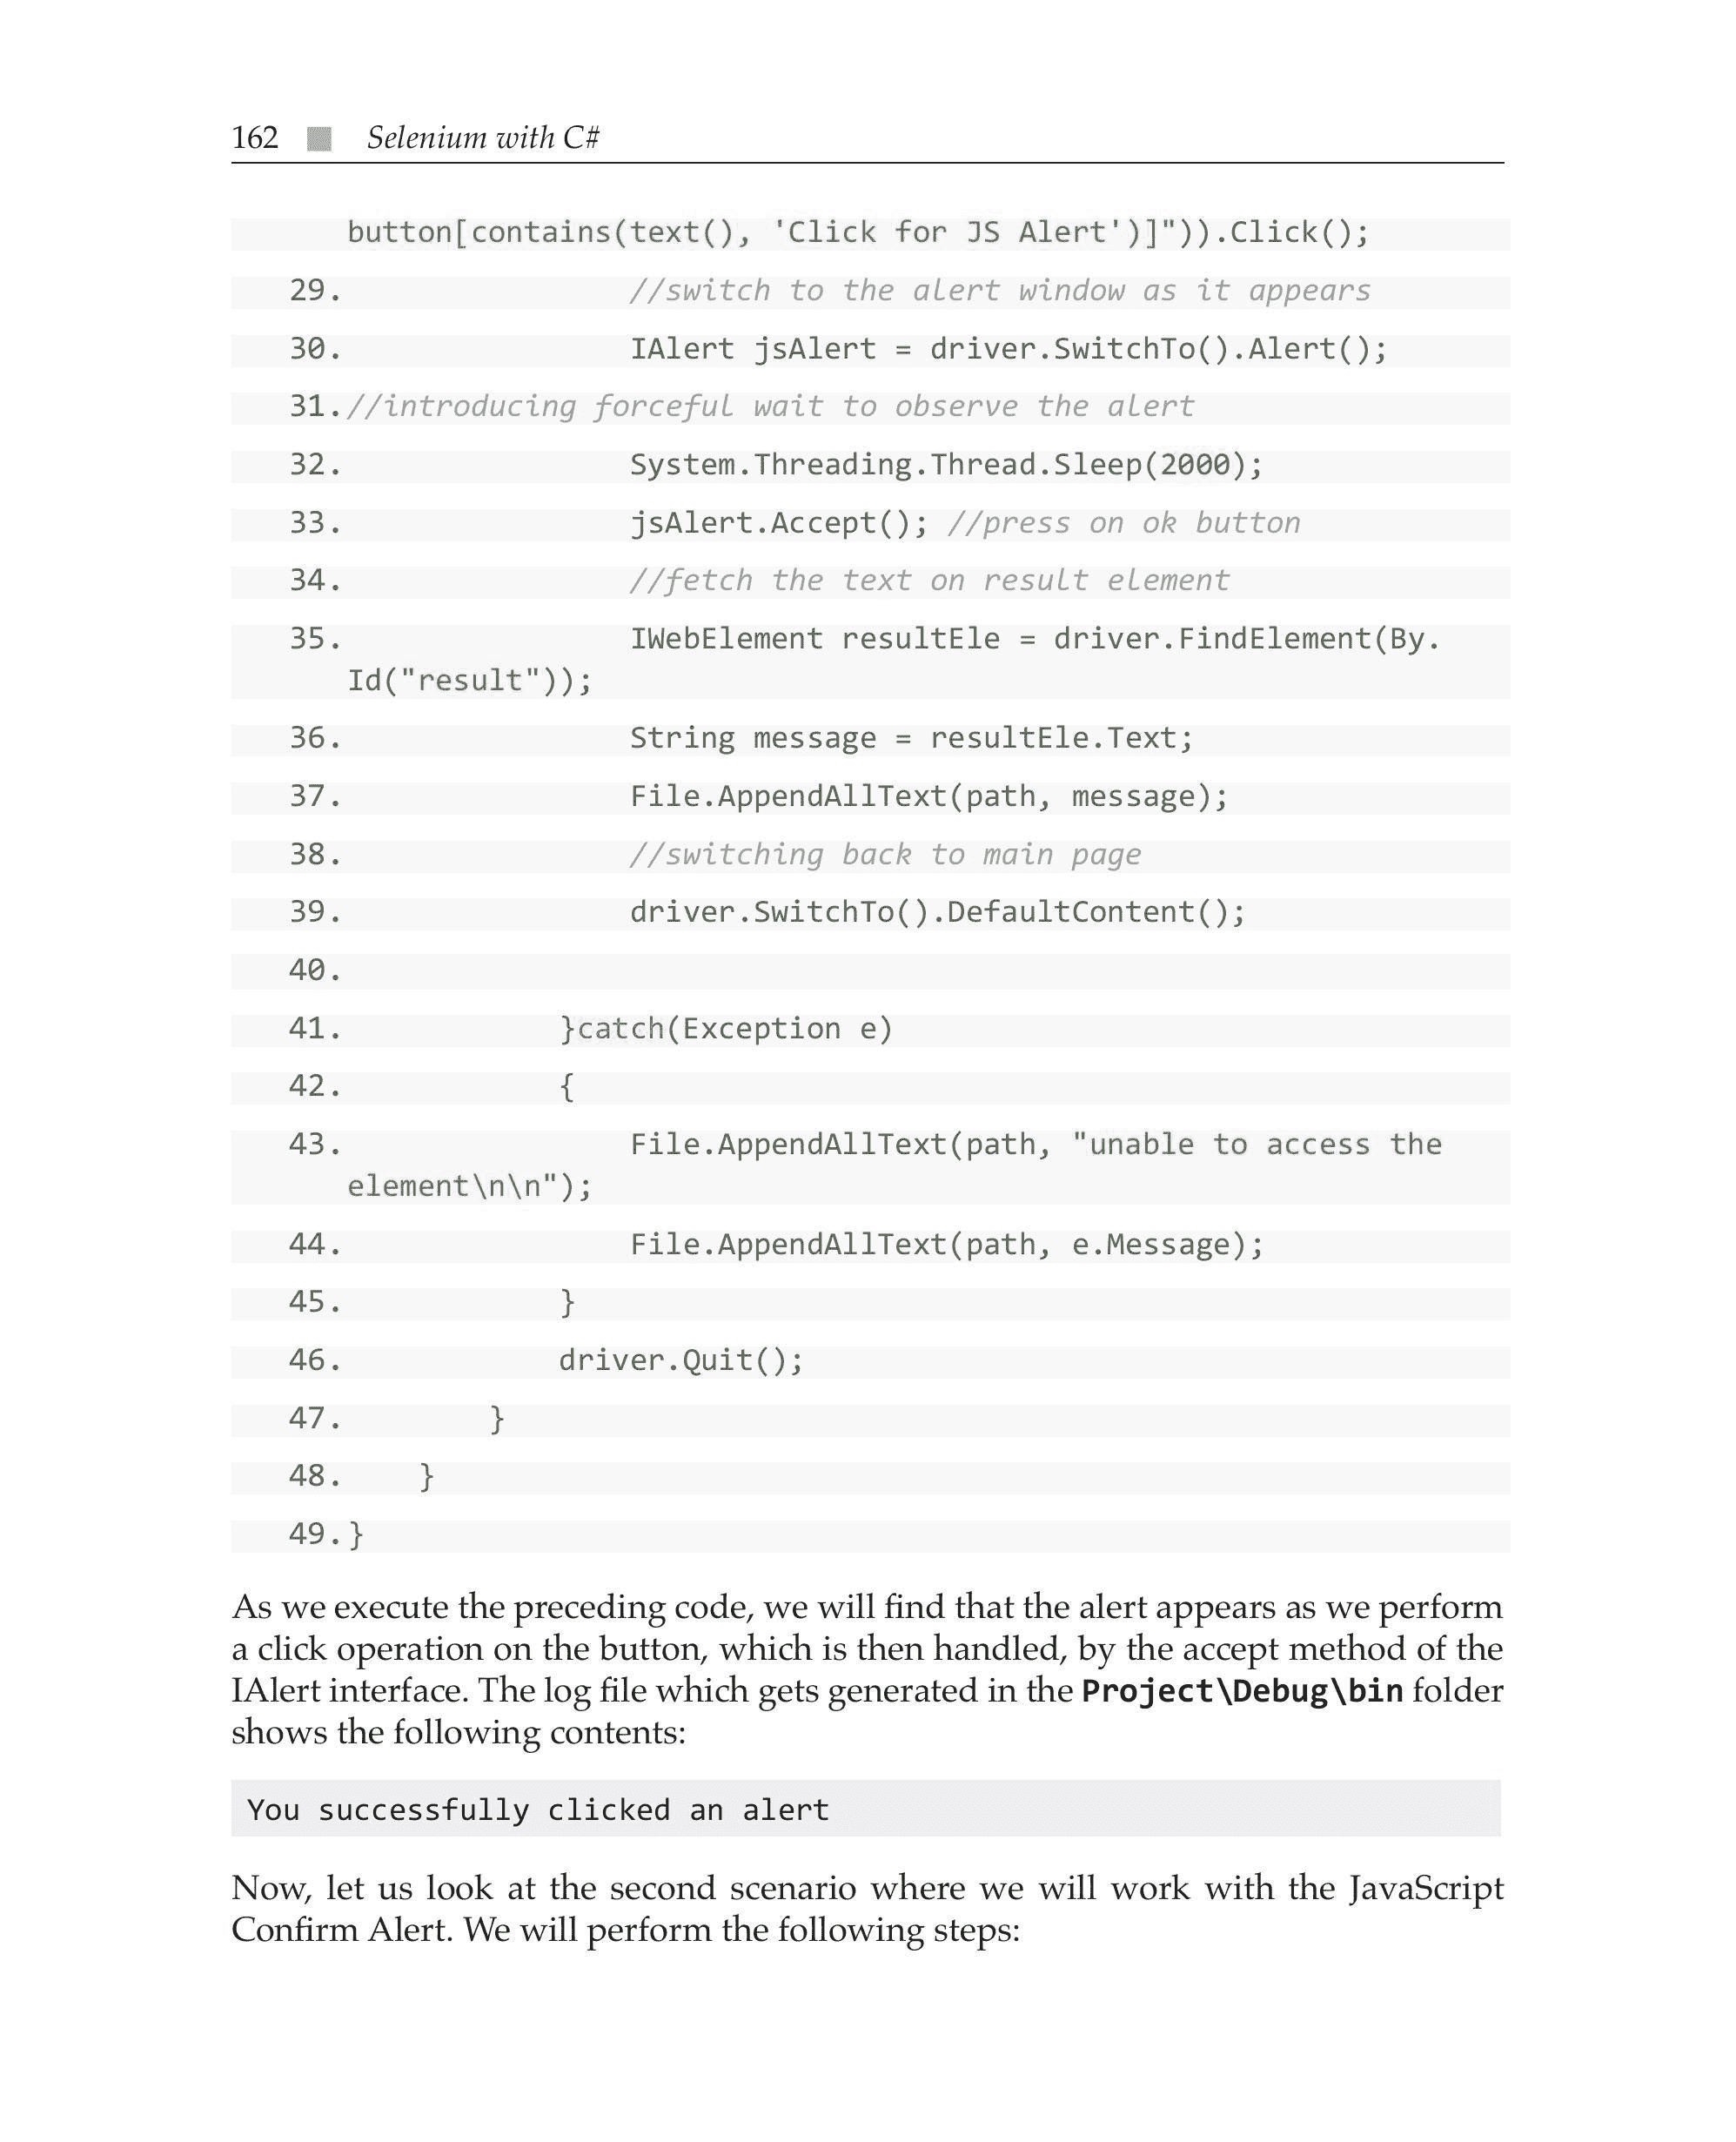 162 Selenium with C#
button[contains(text(), 'Click for JS Alert')]")).Click();
29. //switch to the alert window as it appears
30. IAlert jsAlert = driver.SwitchTo().Alert();
31. //introducing forceful wait to observe the alert
32. System.Threading.Thread.Sleep(2000);
33. jsAlert.Accept(); //press on ok button
34. //fetch the text on result element
35. IWebElement resultEle = driver.FindElement(By.
Id("result"));
36. String message = resultEle.Text;
37. File.AppendAllText(path, message);
38. //switching back to main page
39. driver.SwitchTo().DefaultContent();
40.
41. }catch(Exception e)
42. {
43. File.AppendAllText(path, "unable to access the
element\n\n");
44. File.AppendAllText(path, e.Message);
45. }
46. driver.Quit();
47. }
48. }
49. }
As we execute the preceding code, we will find that the alert appears as we perform
a click operation on the button, which is then handled, by the accept method of the
IAlert interface. The log file which gets generated in the Project\Debug\bin folder
shows the following contents:
You successfully clicked an alert
Now, let us look at the second scenario where we will work with the JavaScript
Confirm Alert. We will perform the following steps: